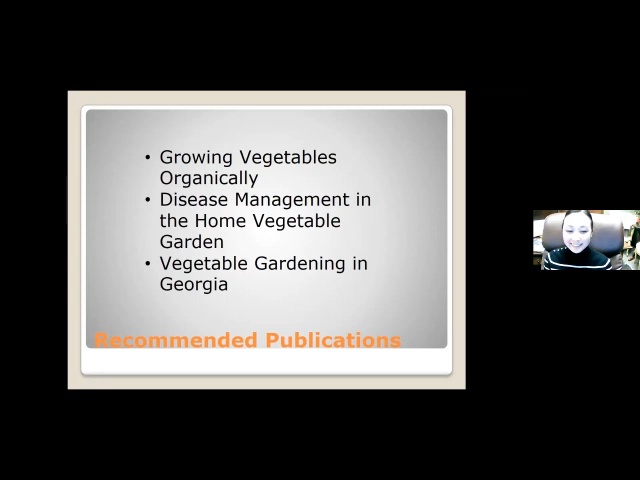 • Growing Vegetables
Organically
• Disease Management in
the Home Vegetable
Garden
• Vegetable Gardening in
Georgia
Recommended Publications